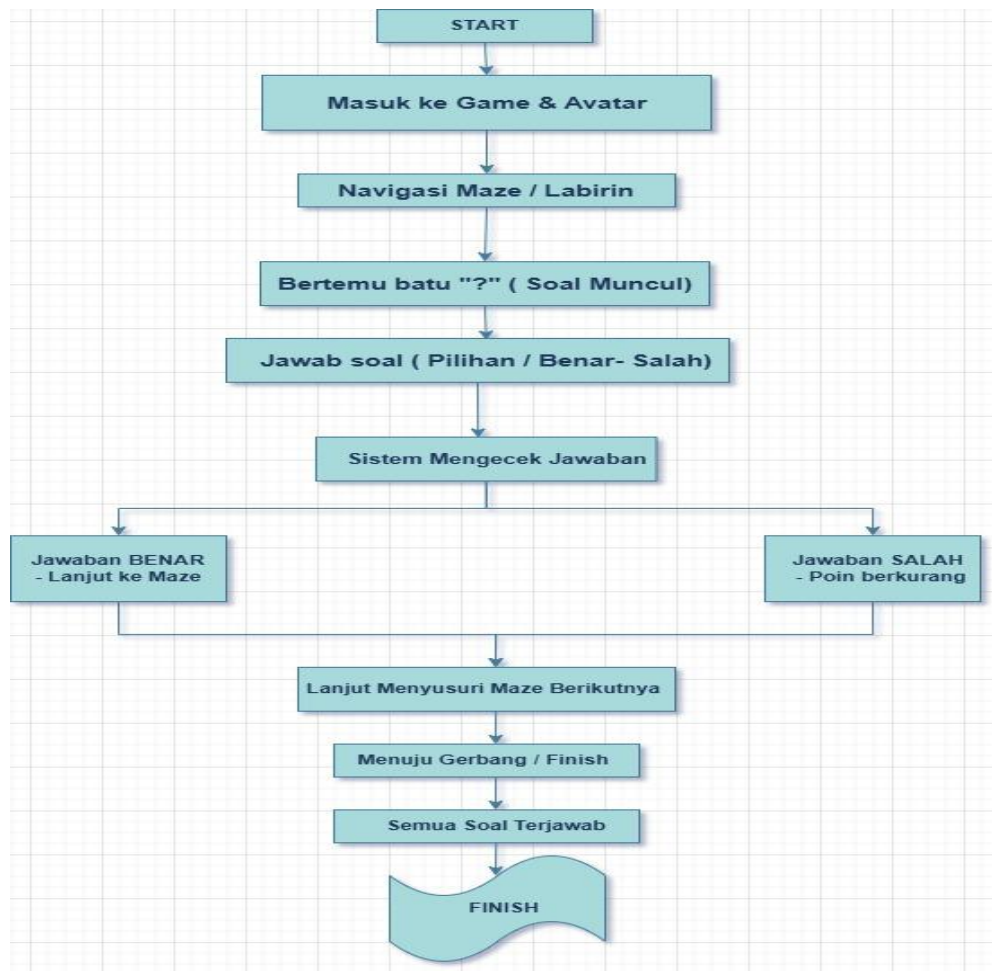 START
Masuk ke Game & Avatar
Navigasi Maze / Labirin
Bertemu batu "?" ( Soal Muncul)
Jawab soal ( Pilihan / Benar- Salah)
Sistem Mengecek Jawaban
Jawaban BENAR
- Lanjut ke Maze
Jawaban SALAH
- Poin berkurang
Lanjut Menyusuri Maze Berikutnya
Menuju Gerbang / Finish
Semua Soal Terjawab
FINISH